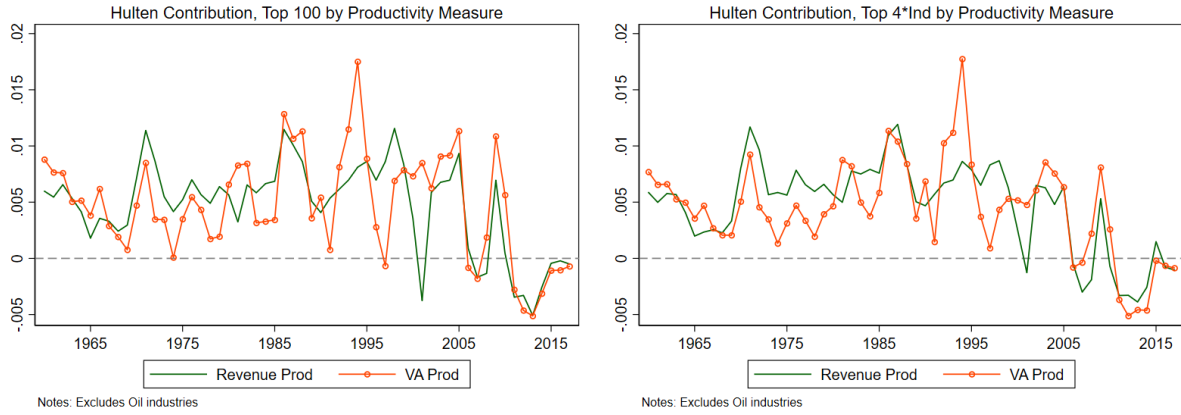 Hulten Contribution, Top 100 by Productivity Measure
.02
.015
.01
.005
0
-.005
1965 1975 1985 1995 2005 2015
Revenue Prod VA Prod
Notes: Excludes Oil industries
Hulten Contribution, Top 4*Ind by Productivity Measure
.02
.015
.01
.005
0
-.005
1965 1975 1985 1995 2005 2015
Revenue Prod VA Prod
Notes: Excludes Oil industries